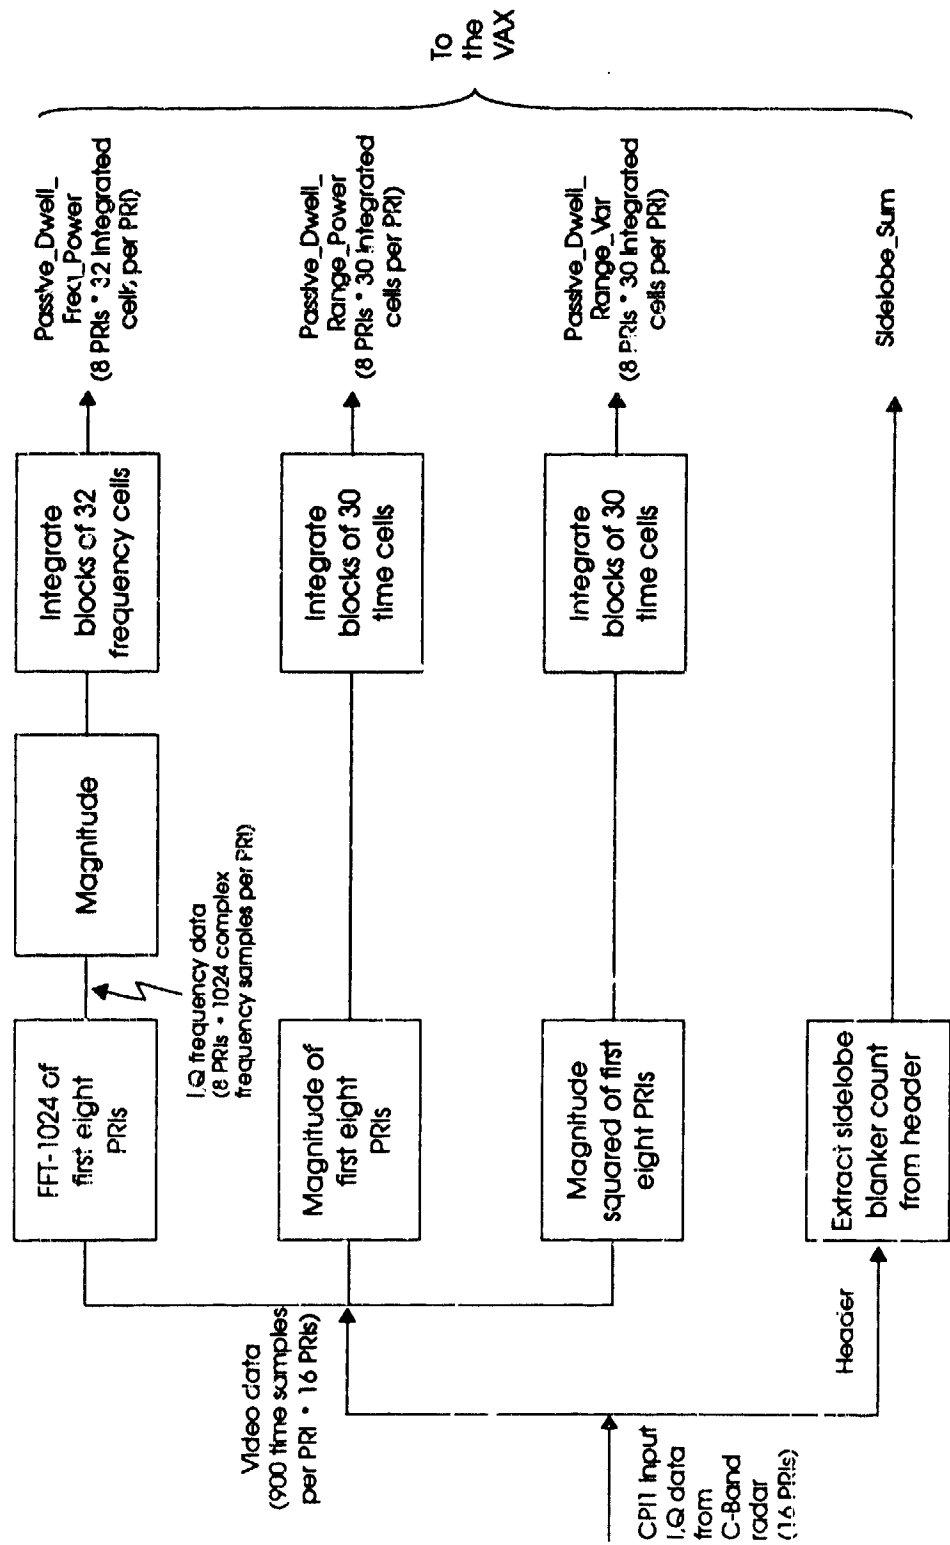 CPI1 Input
I,Q data
from
C-Band
radar
(16 PRIs)
Video data
(900 time samples
per PRI * 16 PRIs)
Header
FFT-1024 of
first eight
PRIs
I,Q frequency data
(8 PRIs * 1024 complex
frequency samples per PRI)
Magnitude
Integrate
blocks of 32
frequency cells
Passive_Dwell_
Freq_Power
(8 PRIs * 32 Integrated
cells per PRI)
Magnitude of
first eight
PRIs
Integrate
blocks of 30
time cells
Passive_Dwell_
Range_Power
(8 PRIs * 30 Integrated
cells per PRI)
Magnitude
squared of first
eight PRIs
Integrate
blocks of 30
time cells
Passive_Dwell_
Range_Var
(8 PRIs * 30 Integrated
cells per PRI)
Extract sidelobe
blanker count
from header
Sidelobe_Sum
To
the
VAX